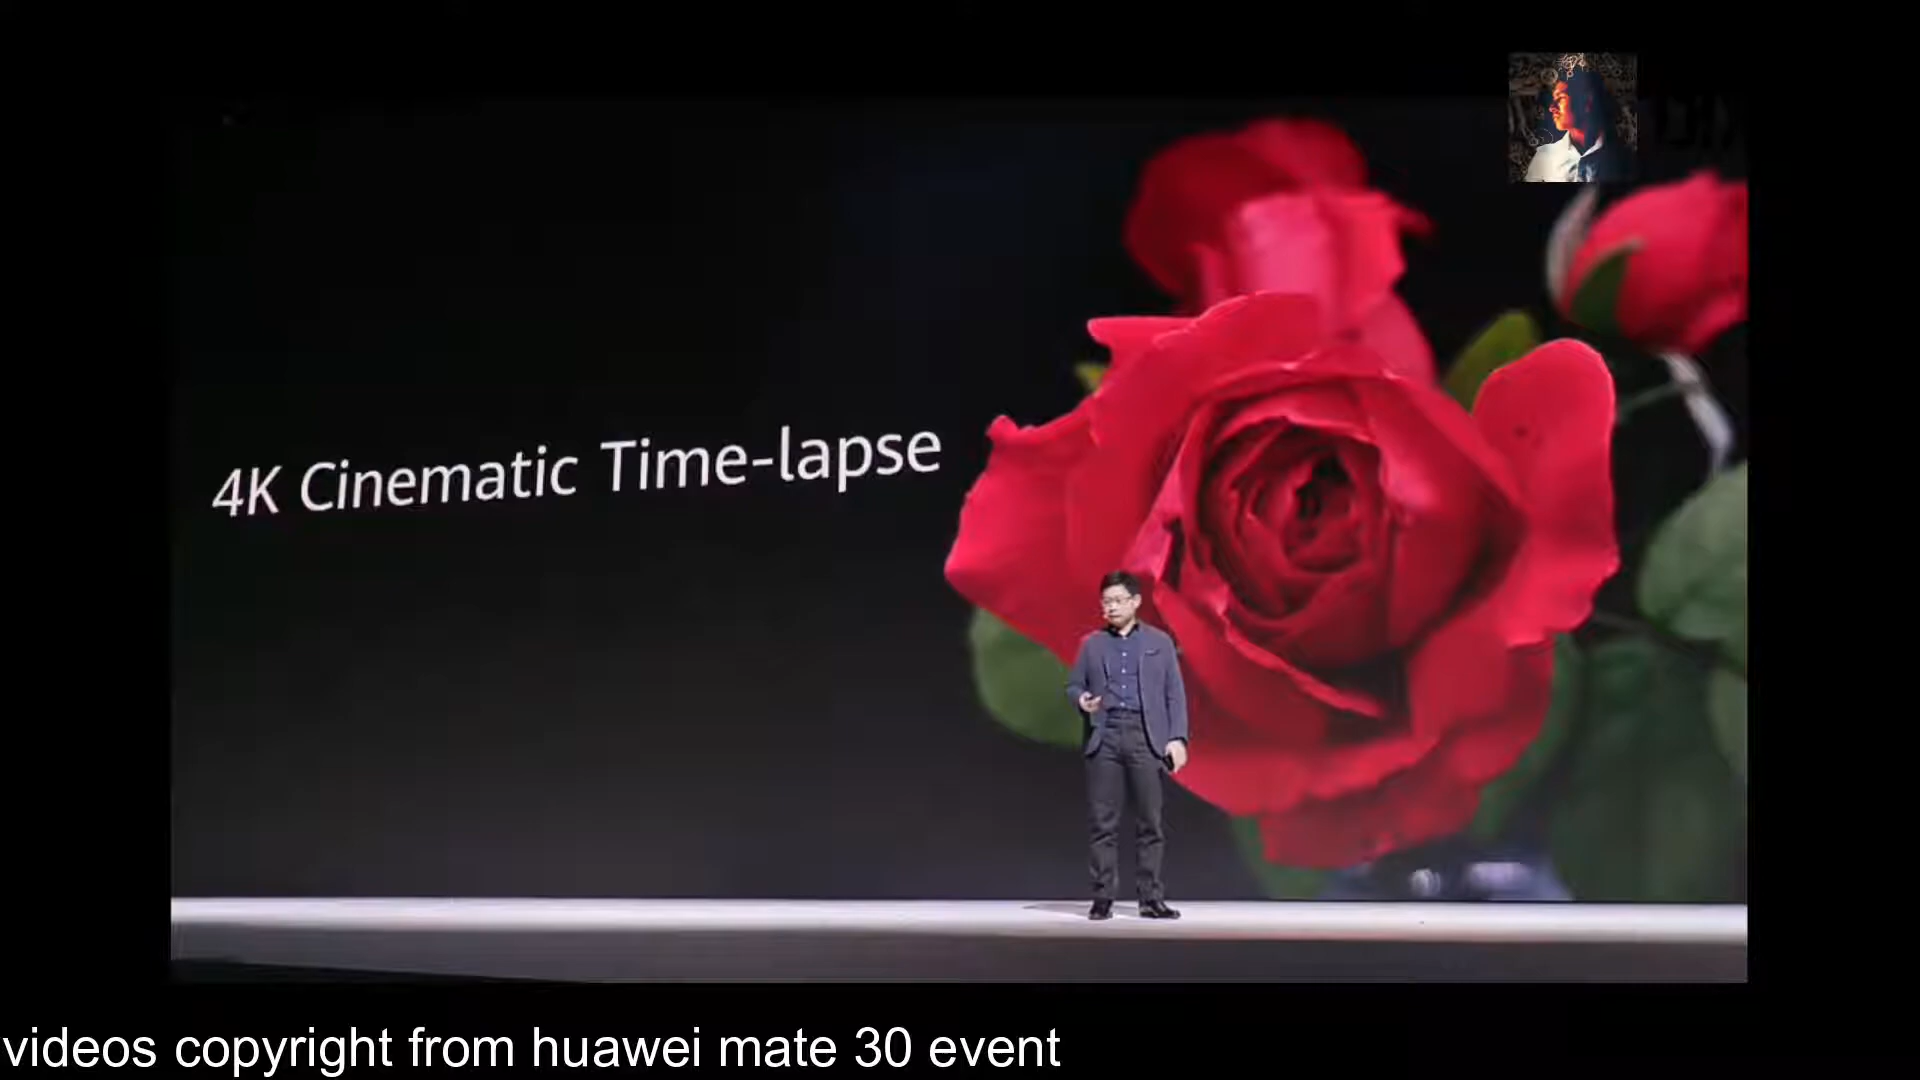 4K Cinematic Time-lapse
videos copyright from huawei mate 30 event